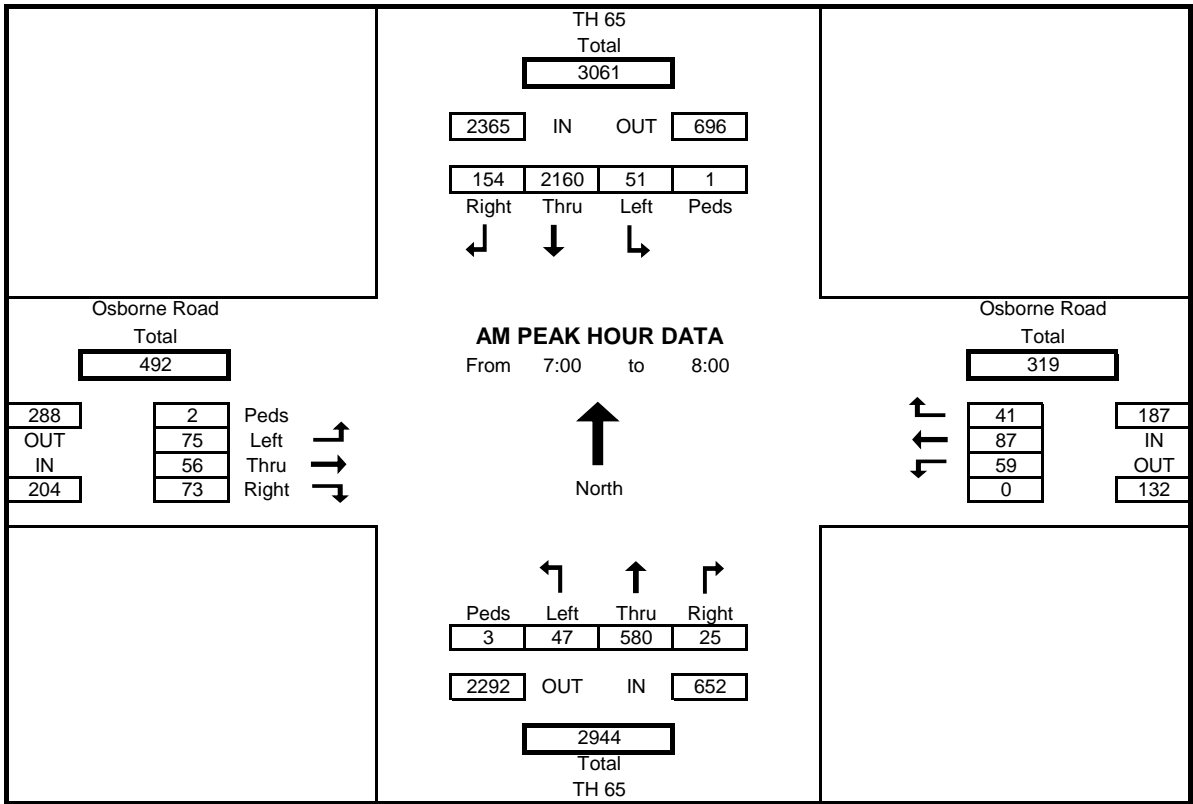 TH 65
Total
3061
2365 IN OUT 696
154 2160 51 1
Right Thru Left Peds
Osborne Road
Total
492
288
OUT
IN
204
2 Peds
75 Left
56 Thru
73 Right
AM PEAK HOUR DATA
From 7:00 to 8:00
North
Osborne Road
Total
319
41
87
59
0
187
IN
OUT
132
Peds Left Thru Right
3 47 580 25
2292 OUT IN 652
2944
Total
TH 65